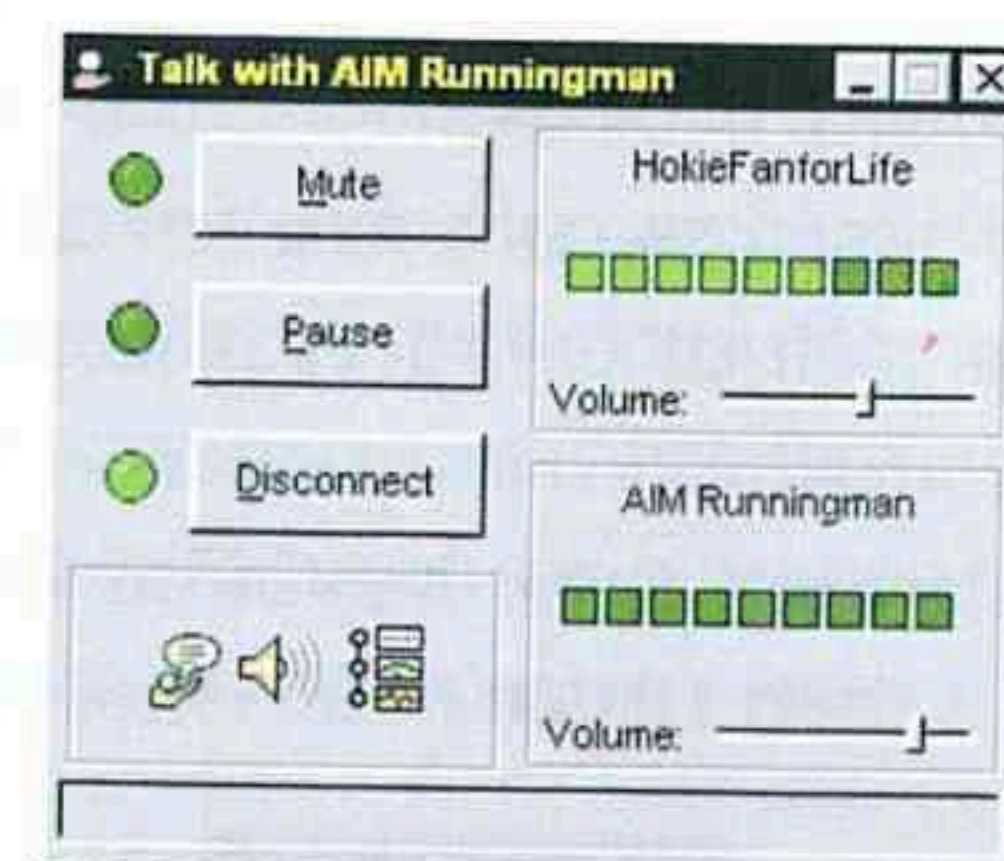 Talk with AIM Runningman
Mute
Pause
Disconnect
HokieFanforLife
Volume:
AIM Runningman
Volume: